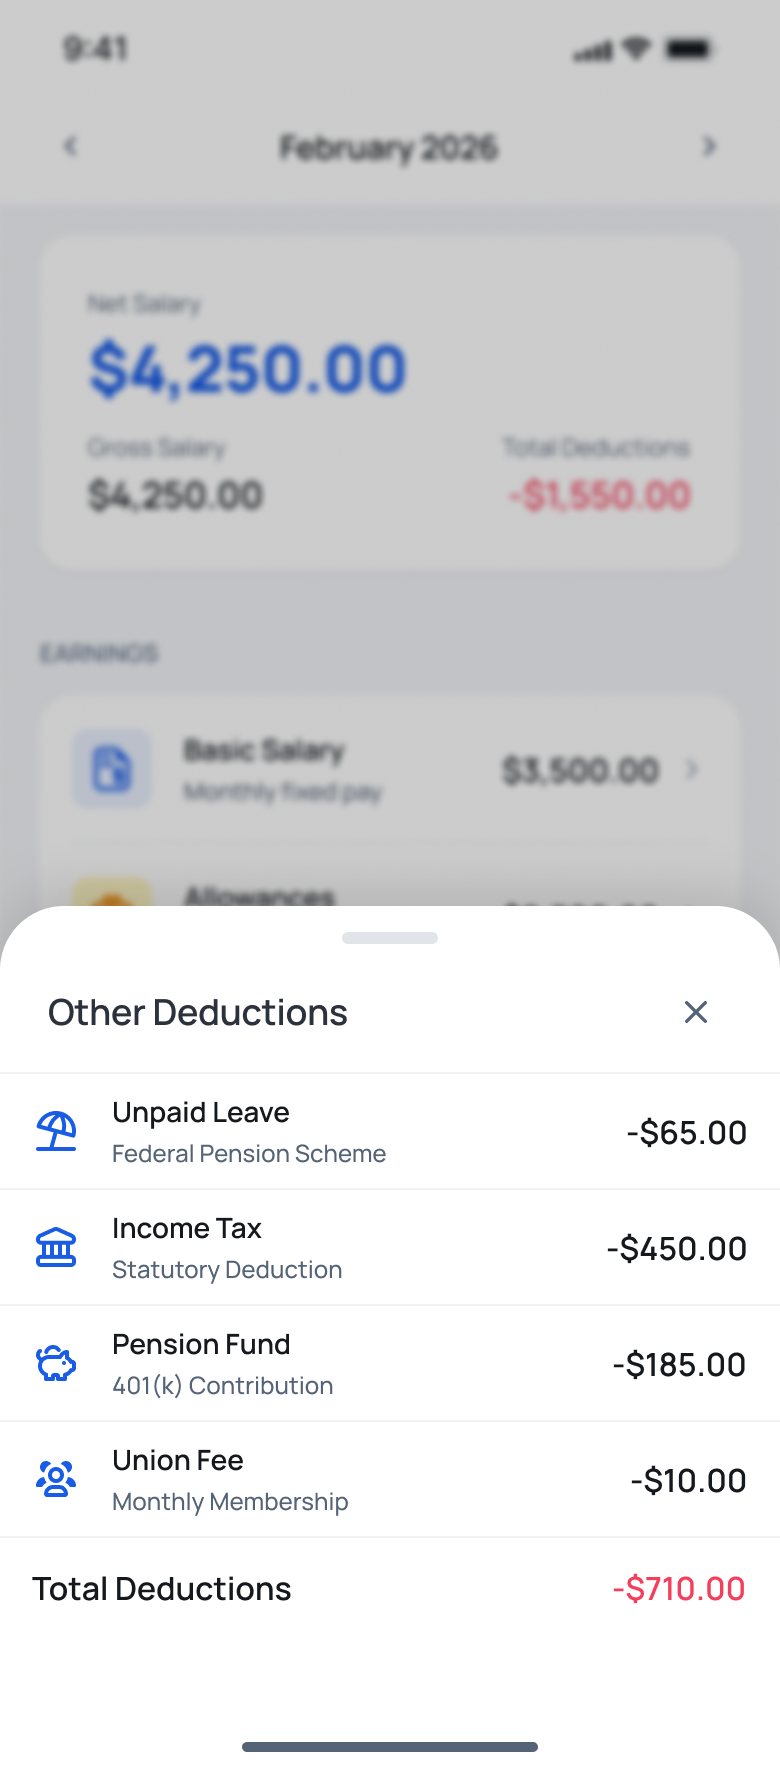 9:41
February 2026
Net Salary
$4,250.00
Gross Salary
Total Deductions
$4,250.00
-$1,550.00
EARNINGS
Basic Salary
Monthly fixed pay
$3,500.00
Allowances
Other Deductions
Unpaid Leave
Federal Pension Scheme
-$65.00
Income Tax
Statutory Deduction
-$450.00
Pension Fund
401(k) Contribution
-$185.00
Union Fee
Monthly Membership
-$10.00
Total Deductions
-$710.00